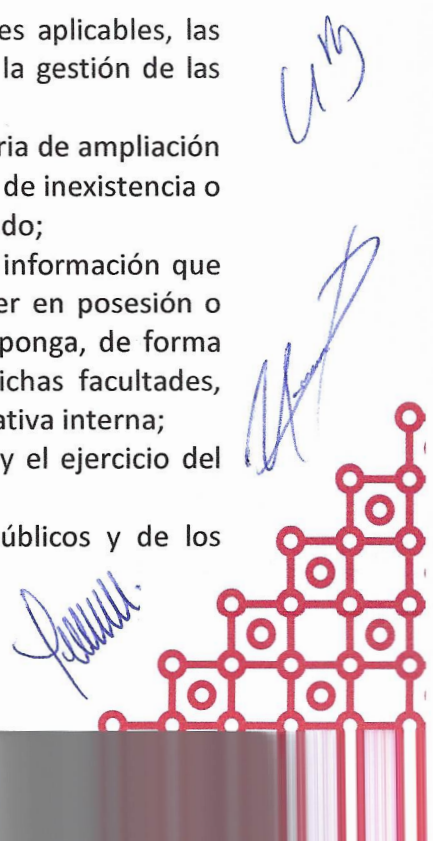 es aplicables, las
la gestión de las
ria de ampliación
de inexistencia o
do;
información que
er en posesión o
ponga, de forma
ichas facultades,
ativa interna;
y el ejercicio del
úblicos y de los